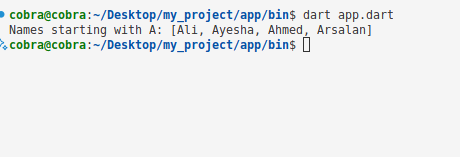 cobra@cobra:~/Desktop/my_project/app/bin$ dart app.dart
Names starting with A: [Ali, Ayesha, Ahmed, Arsalan]
cobra@cobra:~/Desktop/my_project/app/bin$